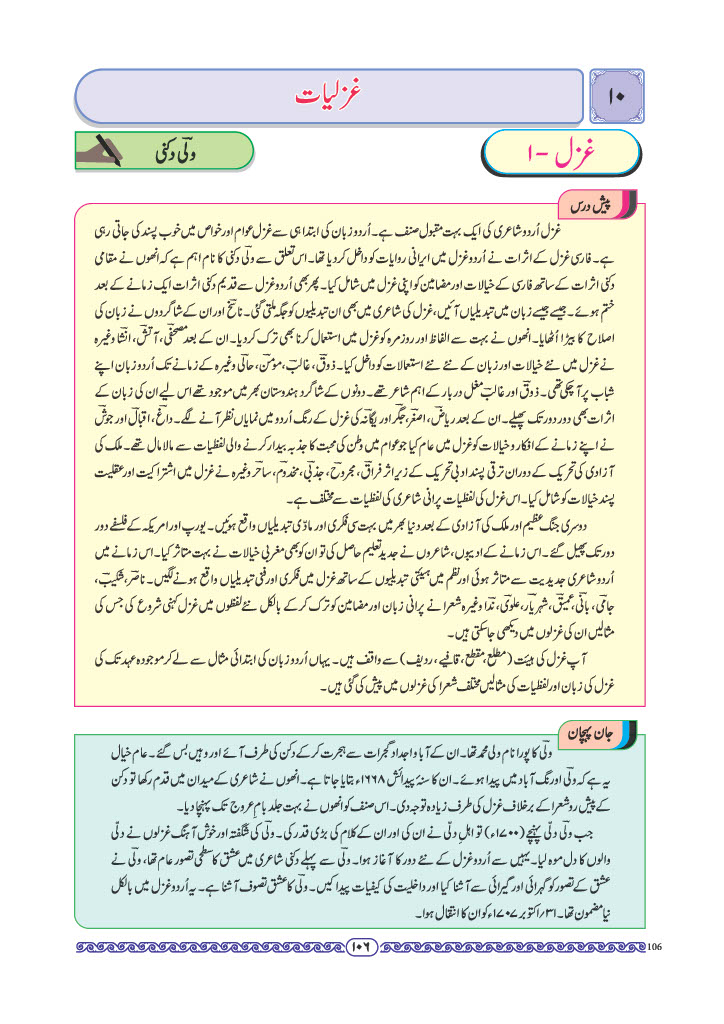 ۱۰
غزلیات
غزل - ۱
ولیؔ دکنی
پیش درس
غزل اُردو شاعری کی ایک بہت مقبول صنف ہے۔ اُردو زبان کی ابتدا ہی سے غزل عوام اور خواص میں خوب پسند کی جاتی رہی
ہے۔ فارسی غزل کے اثرات نے اُردو غزل میں ایرانی روایات کو داخل کردیا تھا۔ اس تعلق سے ولیؔ دکنی کا نام اہم ہے کہ انھوں نے مقامی
دکنی اثرات کے ساتھ فارسی کے خیالات اور مضامین کو اپنی غزل میں شامل کیا۔ پھر بھی اُردو غزل سے قدیم دکنی اثرات ایک زمانے کے بعد
ختم ہوئے۔ جیسے جیسے زبان میں تبدیلیاں آئیں، غزل کی شاعری میں بھی ان تبدیلیوں کو جگہ ملتی گئی۔ ناسخؔ اور ان کے شاگردوں نے زبان کی
اصلاح کا بیڑا اُٹھایا۔ انھوں نے بہت سے الفاظ اور روزمرہ کو غزل میں استعمال کرنا بھی ترک کردیا۔ ان کے بعد مصحفیؔ، آتشؔ، انشاؔ وغیرہ
نے غزل میں نئے خیالات اور زبان کے نئے نئے استعمالات کو داخل کیا۔ ذوقؔ، غالبؔ، مومنؔ، حالیؔ وغیرہ کے زمانے تک اُردو زبان اپنے
شباب پر آچکی تھی۔ ذوقؔ اور غالبؔ مغل دربار کے اہم شاعر تھے۔ دونوں کے شاگرد ہندوستان بھر میں موجود تھے اس لیے ان کی زبان کے
اثرات بھی دور دور تک پھیلے۔ ان کے بعد ریاضؔ، اصغرؔ، جگرؔ اور یگانہؔ کی غزل کے رنگ اُردو میں نمایاں نظر آنے لگے۔ داغؔ، اقبالؔ اور جوشؔ
نے اپنے زمانے کے افکار و خیالات کو غزل میں عام کیا جو عوام میں وطن کی محبت کا جذبہ بیدار کرنے والی لفظیات سے مالا مال تھے۔ ملک کی
آزادی کی تحریک کے دوران ترقی پسند ادبی تحریک کے زیر اثر فراقؔ، مجروحؔ، جذبیؔ، مخدومؔ، ساحرؔ وغیرہ نے غزل میں اشتراکیت اور عقلیت
پسند خیالات کو شامل کیا۔ اس غزل کی لفظیات پرانی شاعری کی لفظیات سے مختلف ہے۔
دوسری جنگ عظیم اور ملک کی آزادی کے بعد دنیا بھر میں بہت سی فکری اور مادّی تبدیلیاں واقع ہوئیں۔ یورپ اور امریکہ کے فلسفے دور
دور تک پھیل گئے۔ اس زمانے کے ادیبوں، شاعروں نے جدید تعلیم حاصل کی تو ان کو بھی مغربی خیالات نے بہت متاثر کیا۔ اس زمانے میں
اُردو شاعری جدیدیت سے متاثر ہوئی اور نظم میں ہیئتی تبدیلیوں کے ساتھ غزل میں فکری اور فنی تبدیلیاں واقع ہونے لگیں۔ ناصرؔ، شکیبؔ،
جامیؔ، بانیؔ، عمیقؔ، شہریارؔ، علویؔ، نداؔ وغیرہ شعرا نے پرانی زبان اور مضامین کو ترک کرکے بالکل نئے لفظوں میں غزل کہنی شروع کی جس کی
مثالیں ان کی غزلوں میں دیکھی جاسکتی ہیں۔
آپ غزل کی ہیئت (مطلع، مقطع، قافیے، ردیف) سے واقف ہیں۔ یہاں اُردو زبان کی ابتدائی مثال سے لے کر موجودہ عہد تک کی
غزل کی زبان اور لفظیات کی مثالیں مختلف شعرا کی غزلوں میں پیش کی گئی ہیں۔
جان پہچان
ولیؔ کا پورا نام ولی محمد تھا۔ ان کے آبا و اجداد گجرات سے ہجرت کرکے دکن کی طرف آئے اور وہیں بس گئے۔ عام خیال
یہ ہے کہ ولیؔ اورنگ آباد میں پیدا ہوئے۔ ان کا سنۂ پیدائش ۱۶۶۸ء بتایا جاتا ہے۔ انھوں نے شاعری کے میدان میں قدم رکھا تو دکن
کے پیش رو شعرا کے برخلاف غزل کی طرف زیادہ توجہ دی۔ اس صنف کو انھوں نے بہت جلد بامِ عروج تک پہنچا دیا۔
جب ولیؔ دلّی پہنچے (۱۷۰۰ء) تو اہلِ دلّی نے ان کی اور ان کے کلام کی بڑی قدر کی۔ ولیؔ کی شگفتہ اور خوش آہنگ غزلوں نے دلّی
والوں کا دل موہ لیا۔ یہیں سے اُردو غزل کے نئے دور کا آغاز ہوا۔ ولیؔ سے پہلے دکنی شاعری میں عشق کا سطحی تصور عام تھا، ولیؔ نے
عشق کے تصور کو گہرائی اور گیرائی سے آشنا کیا اور داخلیت کی کیفیات پیدا کیں۔ ولیؔ کا عشق تصوف آشنا ہے۔ یہ اُردو غزل میں بالکل
نیا مضمون تھا۔ ۳۱؍اکتوبر ۱۷۰۷ء کو ان کا انتقال ہوا۔
۱۰۶
106